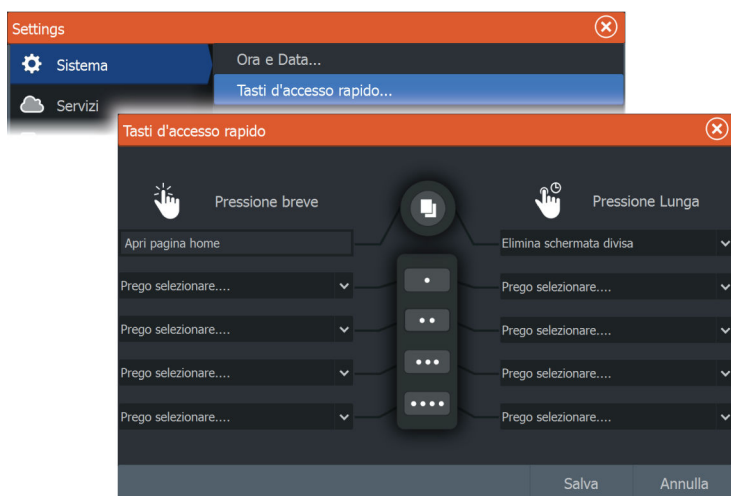 Settings
Sistema
Ora e Data...
Tasti d'accesso rapido...
Servizi
Tasti d'accesso rapido
Pressione breve
Pressione Lunga
Apri pagina home
Elimina schermata divisa
Prego selezionare....
Prego selezionare....
Prego selezionare....
Prego selezionare....
Prego selezionare....
Prego selezionare....
Prego selezionare....
Prego selezionare....
Salva
Annulla